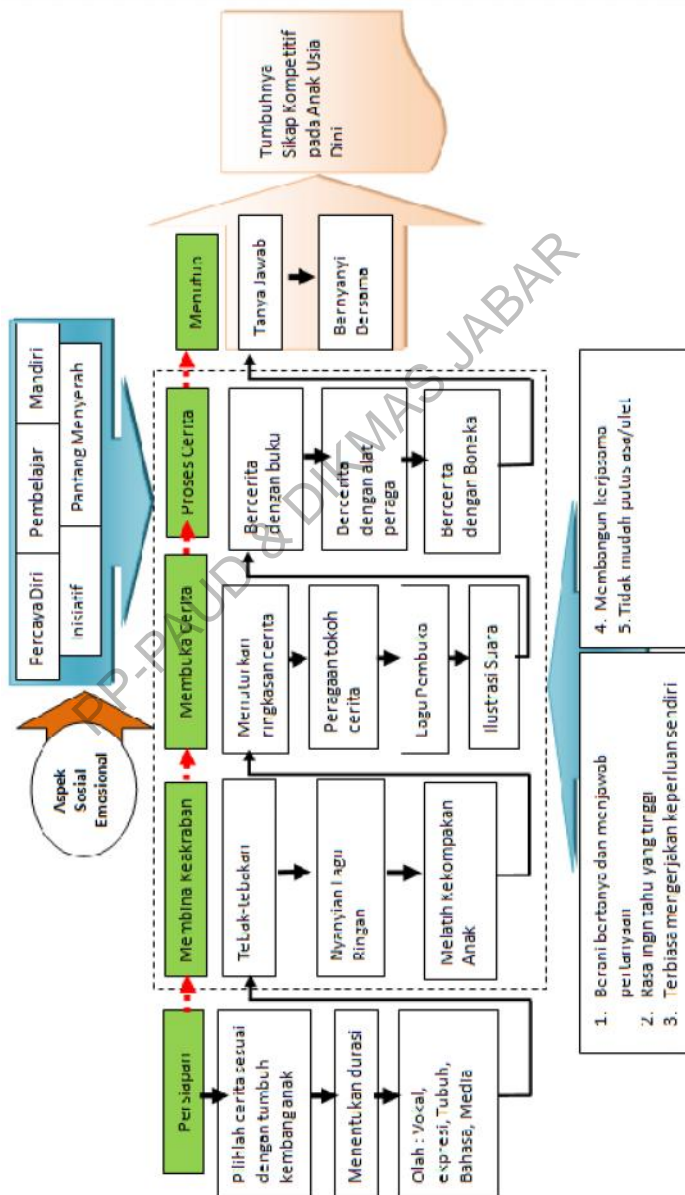 Percaya Diri
Pembelajar
Mandiri
Inisiatif
Pantang Menyerah
Aspek
Sosial
Emosional
Persiapan
Pilihlah cerita sesuai
dengan tumbuh
kembang anak
Menentukan durasi
Olah : Vokal,
expresi, Tubuh,
Bahasa, Media
Membina Keakraban
Tebak-tebakan
Nyanyian Lagu
Ringan
Melatih Kekompakan
Anak
Membuka Cerita
Menuturkan
ringkasan cerita
Peragaan tokoh
cerita
Lagu Pembuka
Ilustrasi Suara
Proses Cerita
Bercerita
dengan buku
Bercerita
dengan alat
peraga
Bercerita
dengan Boneka
Menutup
Tanya Jawab
Bernyanyi
Bersama
Tumbuhnya
Sikap Kompetitif
pada Anak Usia
Dini
1. Berani bertanya dan menjawab
pertanyaan
2. Rasa ingin tahu yang tinggi
3. Terbiasa mengerjakan keperluan sendiri
4. Membangun kerjasama
5. Tidak mudah putus asa/ulet
PP-PAUD & DIKMAS JABAR